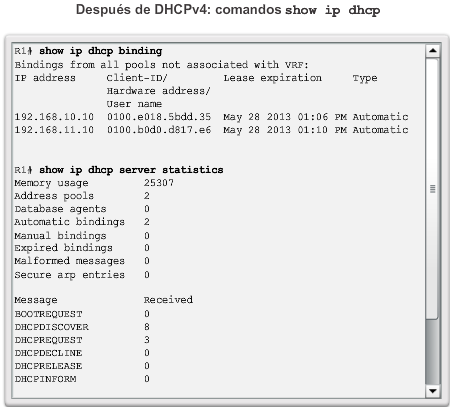 Después de DHCPv4: comandos show ip dhcp
R1# show ip dhcp binding
Bindings from all pools not associated with VRF:
IP address Client-ID/ Lease expiration Type
Hardware address/
User name
192.168.10.10 0100.e018.5bdd.35 May 28 2013 01:06 PM Automatic
192.168.11.10 0100.b0d0.d817.e6 May 28 2013 01:10 PM Automatic
R1# show ip dhcp server statistics
Memory usage 25307
Address pools 2
Database agents 0
Automatic bindings 2
Manual bindings 0
Expired bindings 0
Malformed messages 0
Secure arp entries 0
Message Received
BOOTREQUEST 0
DHCPDISCOVER 8
DHCPREQUEST 3
DHCPDECLINE 0
DHCPRELEASE 0
DHCPINFORM 0